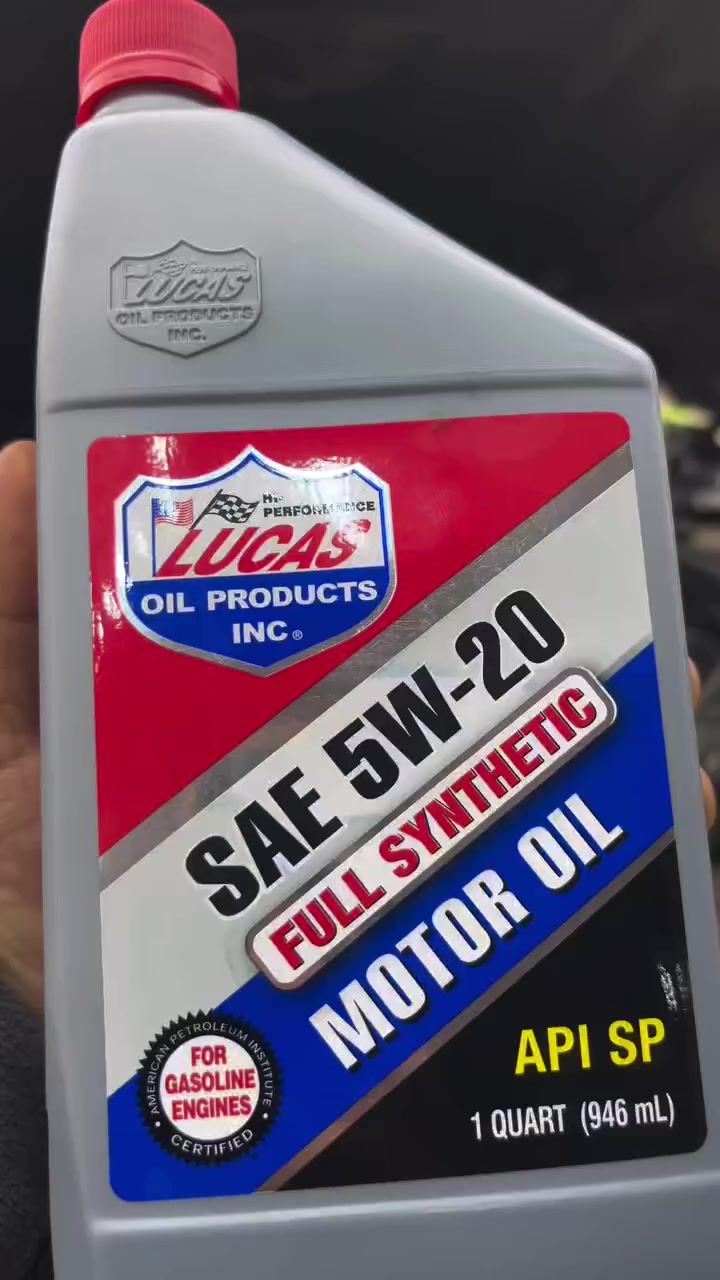 LUCAS
OIL PRODUCTS
INC.
HI-PERFORMANCE
LUCAS
OIL PRODUCTS
INC®
SAE 5W-20
FULL SYNTHETIC
MOTOR OIL
AMERICAN PETROLEUM INSTITUTE
FOR
GASOLINE
ENGINES
• CERTIFIED •
API SP
1 QUART (946 mL)